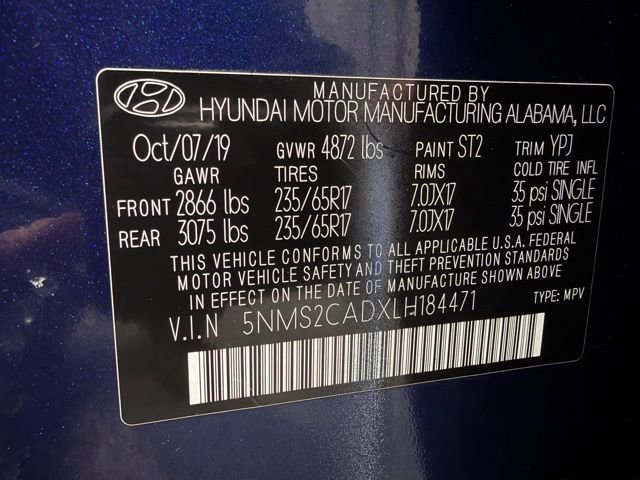 MANUFACTURED BY
HYUNDAI MOTOR MANUFACTURING ALABAMA, LLC
Oct/07/19 GVWR 4872 lbs PAINT ST2 TRIM YPJ
GAWR TIRES RIMS COLD TIRE INFL
FRONT 2866 lbs 235/65R17 7.0JX17 35 psi SINGLE
REAR 3075 lbs 235/65R17 7.0JX17 35 psi SINGLE
THIS VEHICLE CONFORMS TO ALL APPLICABLE U.S.A. FEDERAL
MOTOR VEHICLE SAFETY AND THEFT PREVENTION STANDARDS
IN EFFECT ON THE DATE OF MANUFACTURE SHOWN ABOVE
V.I.N 5NMS2CADXLH184471 TYPE: MPV